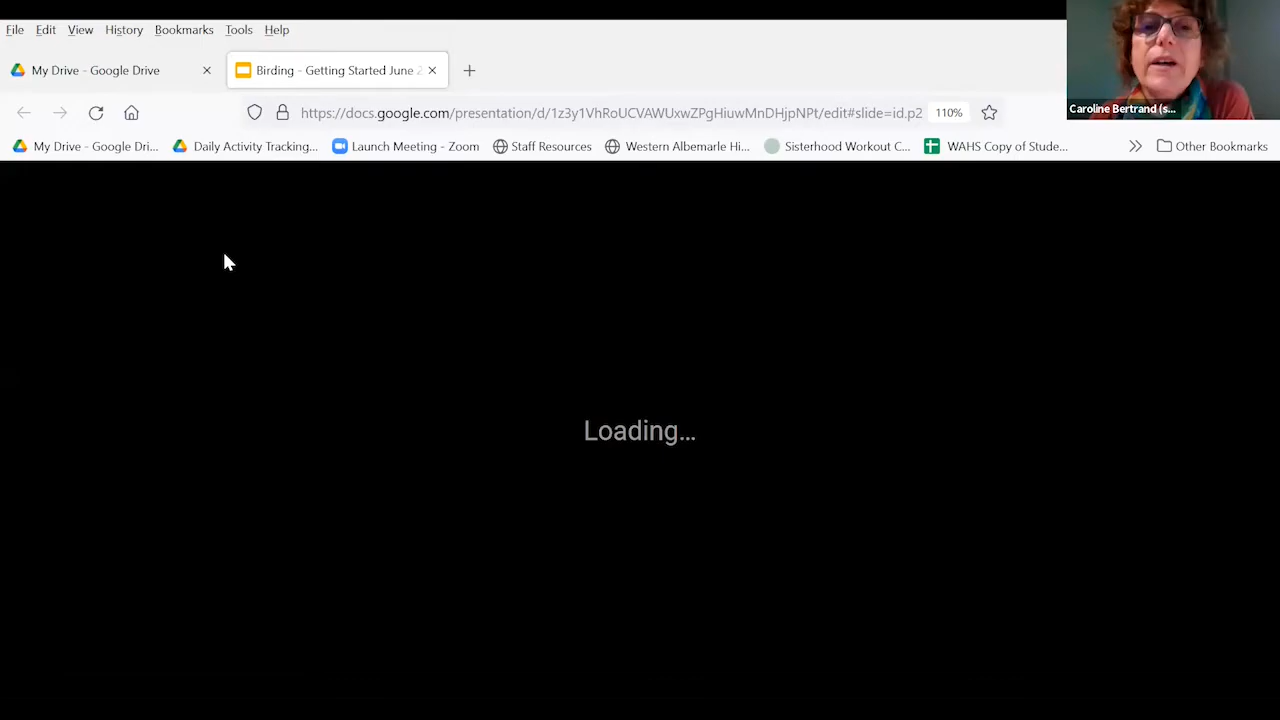 File Edit View History Bookmarks Tools Help
My Drive - Google Drive
Birding - Getting Started June 2
https://docs.google.com/presentation/d/1z3y1VhRoUCVAWUxwZPgHiuwMnDHjpNPt/edit#slide=id.p2
110%
Caroline Bertrand (s...
My Drive - Google Dri... Daily Activity Tracking... Launch Meeting - Zoom Staff Resources Western Albemarle Hi... Sisterhood Workout C... WAHS Copy of Stude... Other Bookmarks
Loading...